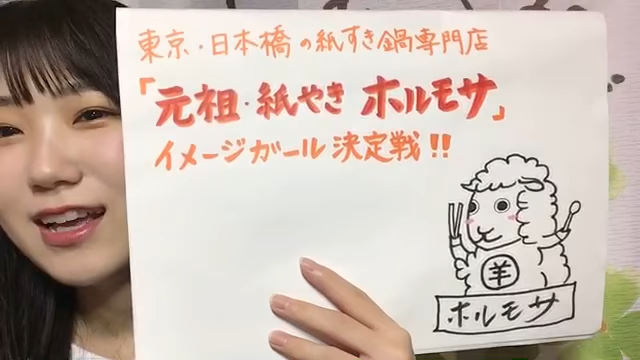 東京・日本橋の紙すき鍋専門店
「元祖・紙やき ホルモサ」
イメージガール決定戦!!
羊
ホルモサ